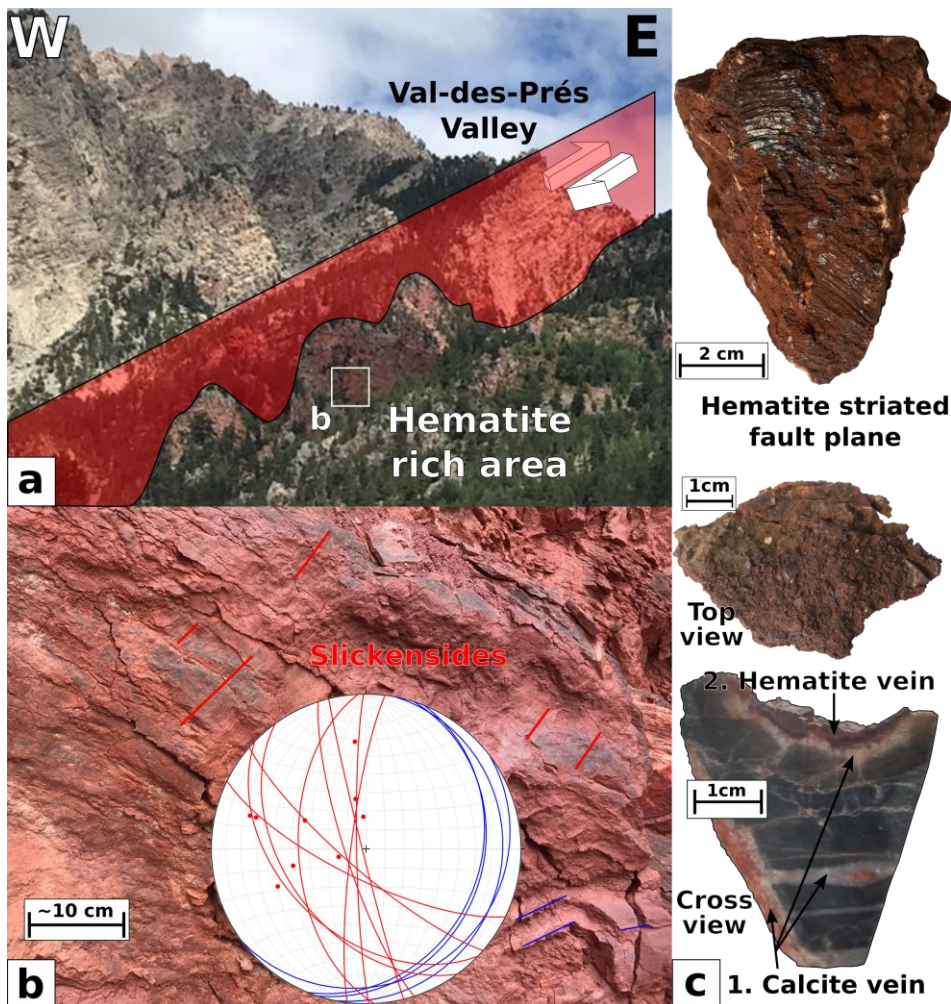 W
E
Val-des-Prés
Valley
b
Hematite
rich area
a
2 cm
Hematite striated
fault plane
1cm
Top
view
Slickensides
~10 cm
b
2. Hematite vein
1cm
Cross
view
c
1. Calcite vein